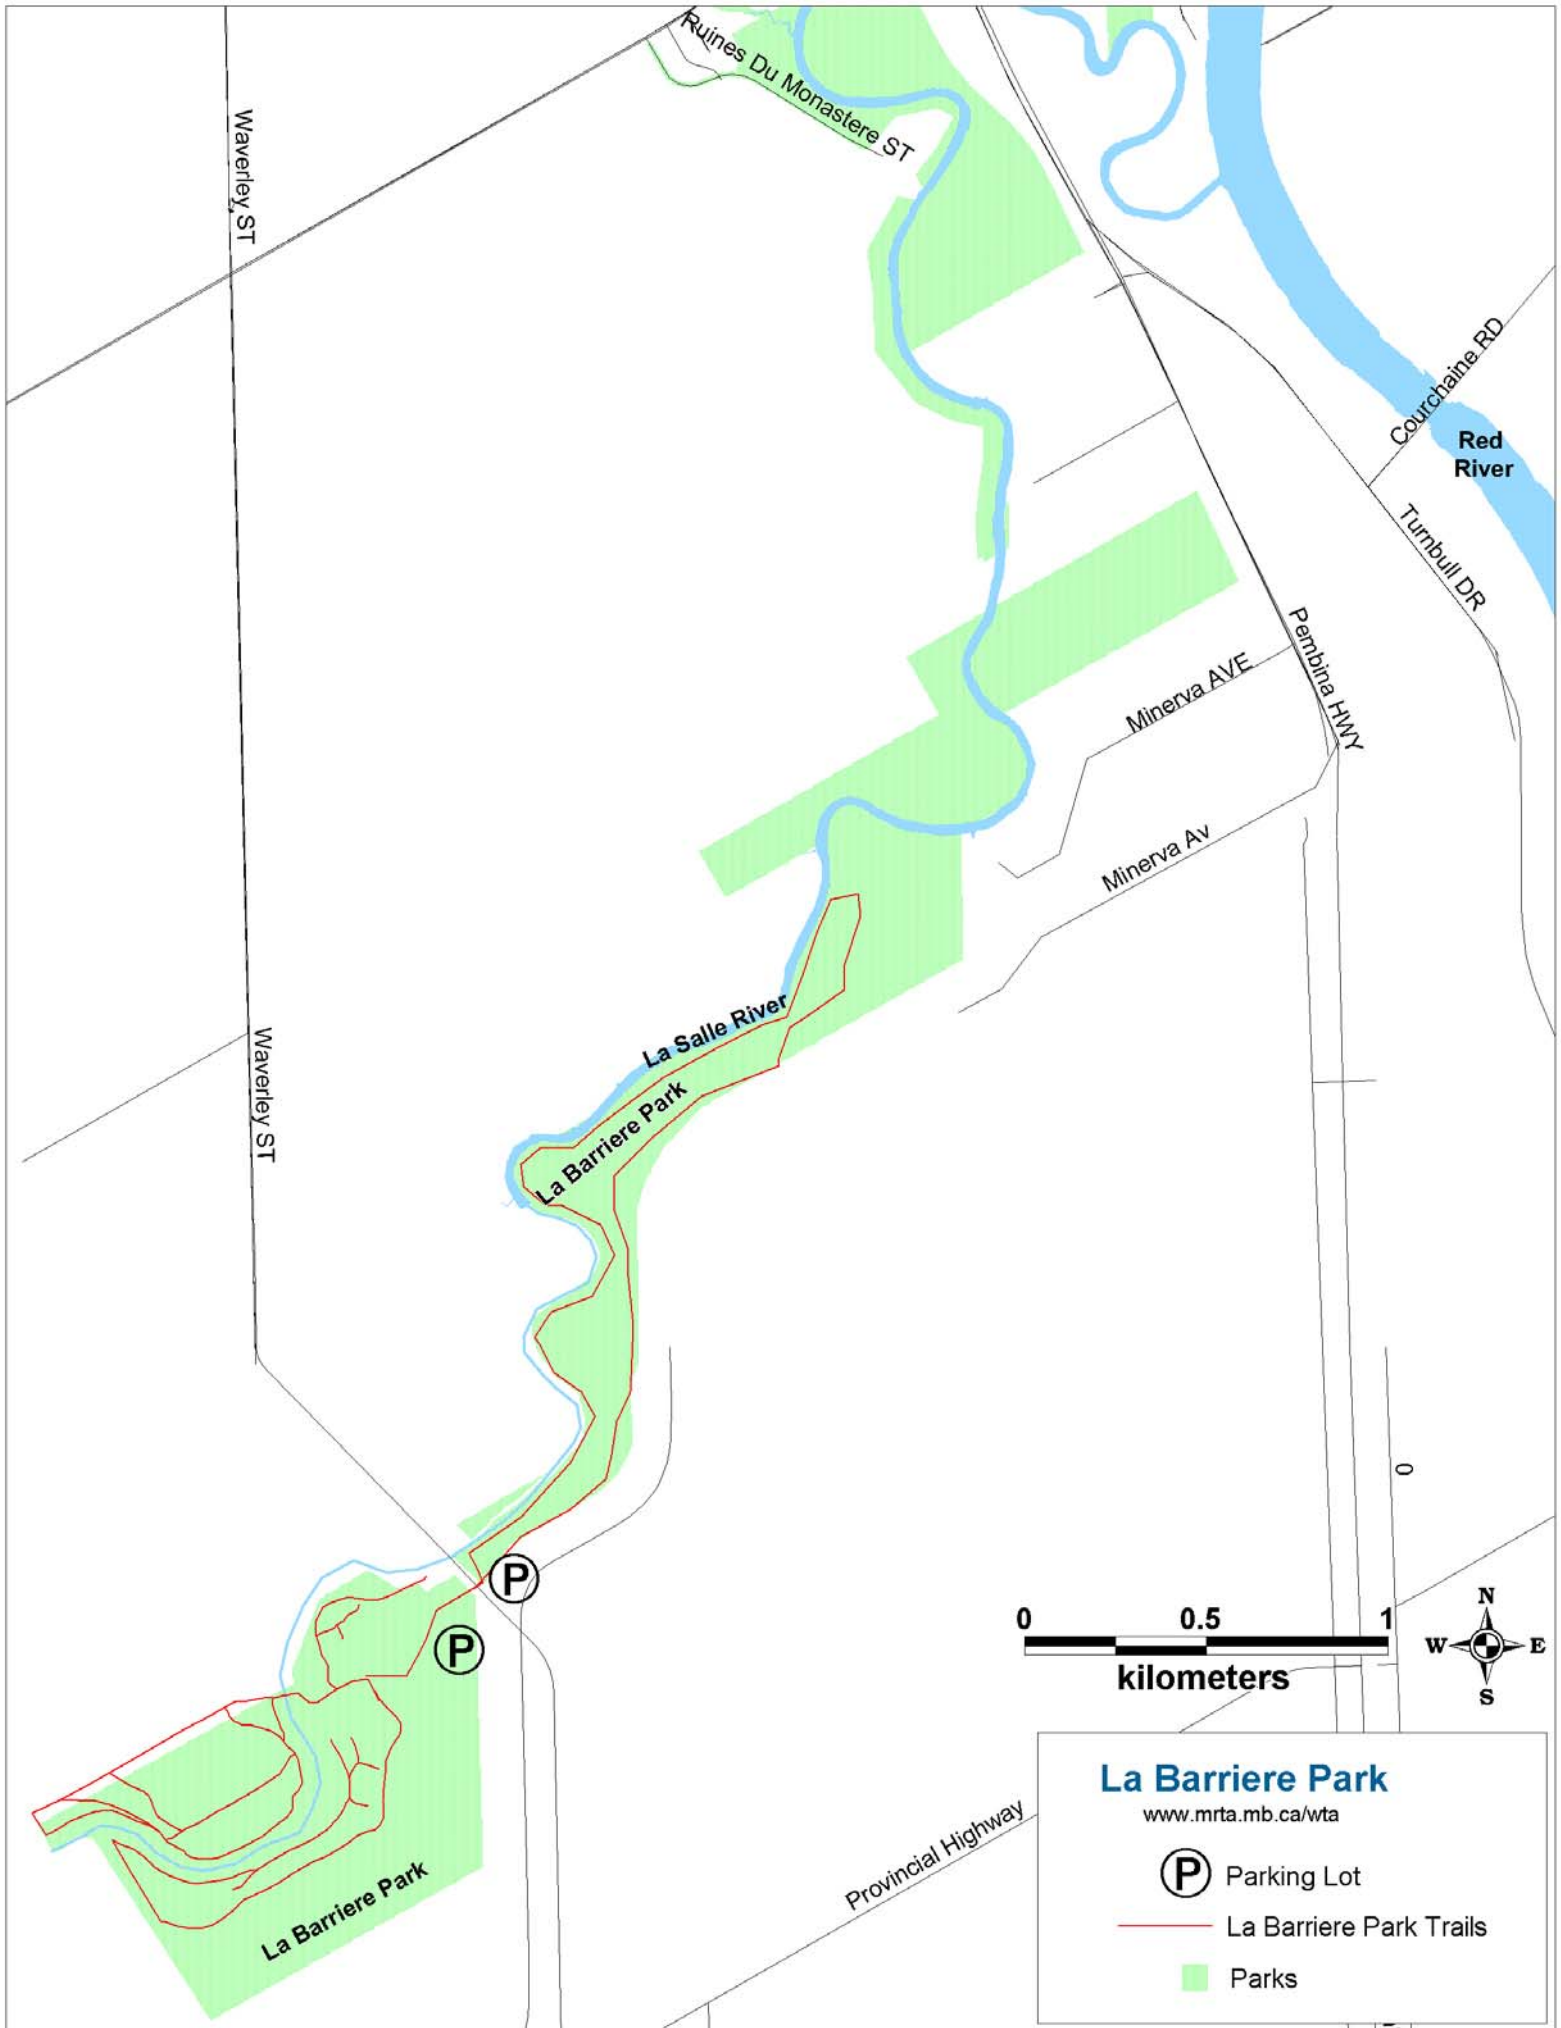 Ruines Du Monastere ST
Waverley ST
Courchaine RD
Red
River
Turnbull DR
Pembina HWY
Minerva AVE
Minerva Av
La Salle River
La Barriere Park
Waverley ST
0
P
P
0 0.5 1
kilometers
N
W E
S
La Barriere Park
www.mrta.mb.ca/wta
P Parking Lot
La Barriere Park Trails
Parks
Provincial Highway
La Barriere Park